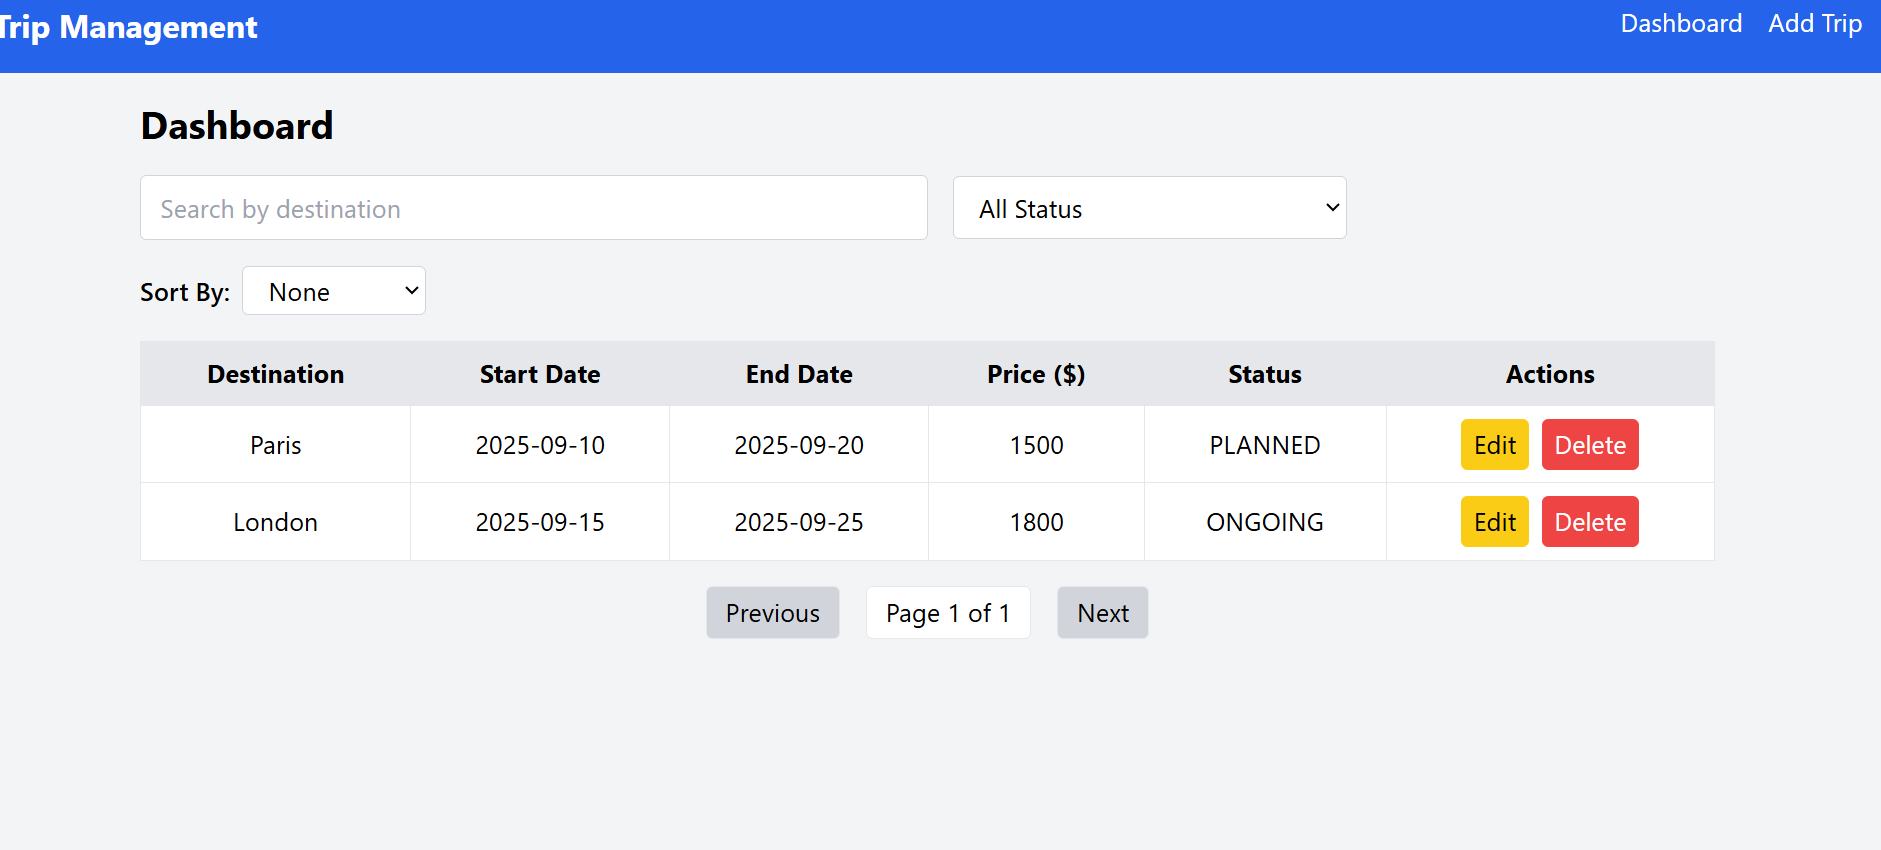 Trip Management Dashboard Add Trip
Dashboard
Search by destination All Status
Sort By: None
Destination Start Date End Date Price ($) Status Actions
Paris 2025-09-10 2025-09-20 1500 PLANNED Edit Delete
London 2025-09-15 2025-09-25 1800 ONGOING Edit Delete
Previous Page 1 of 1 Next